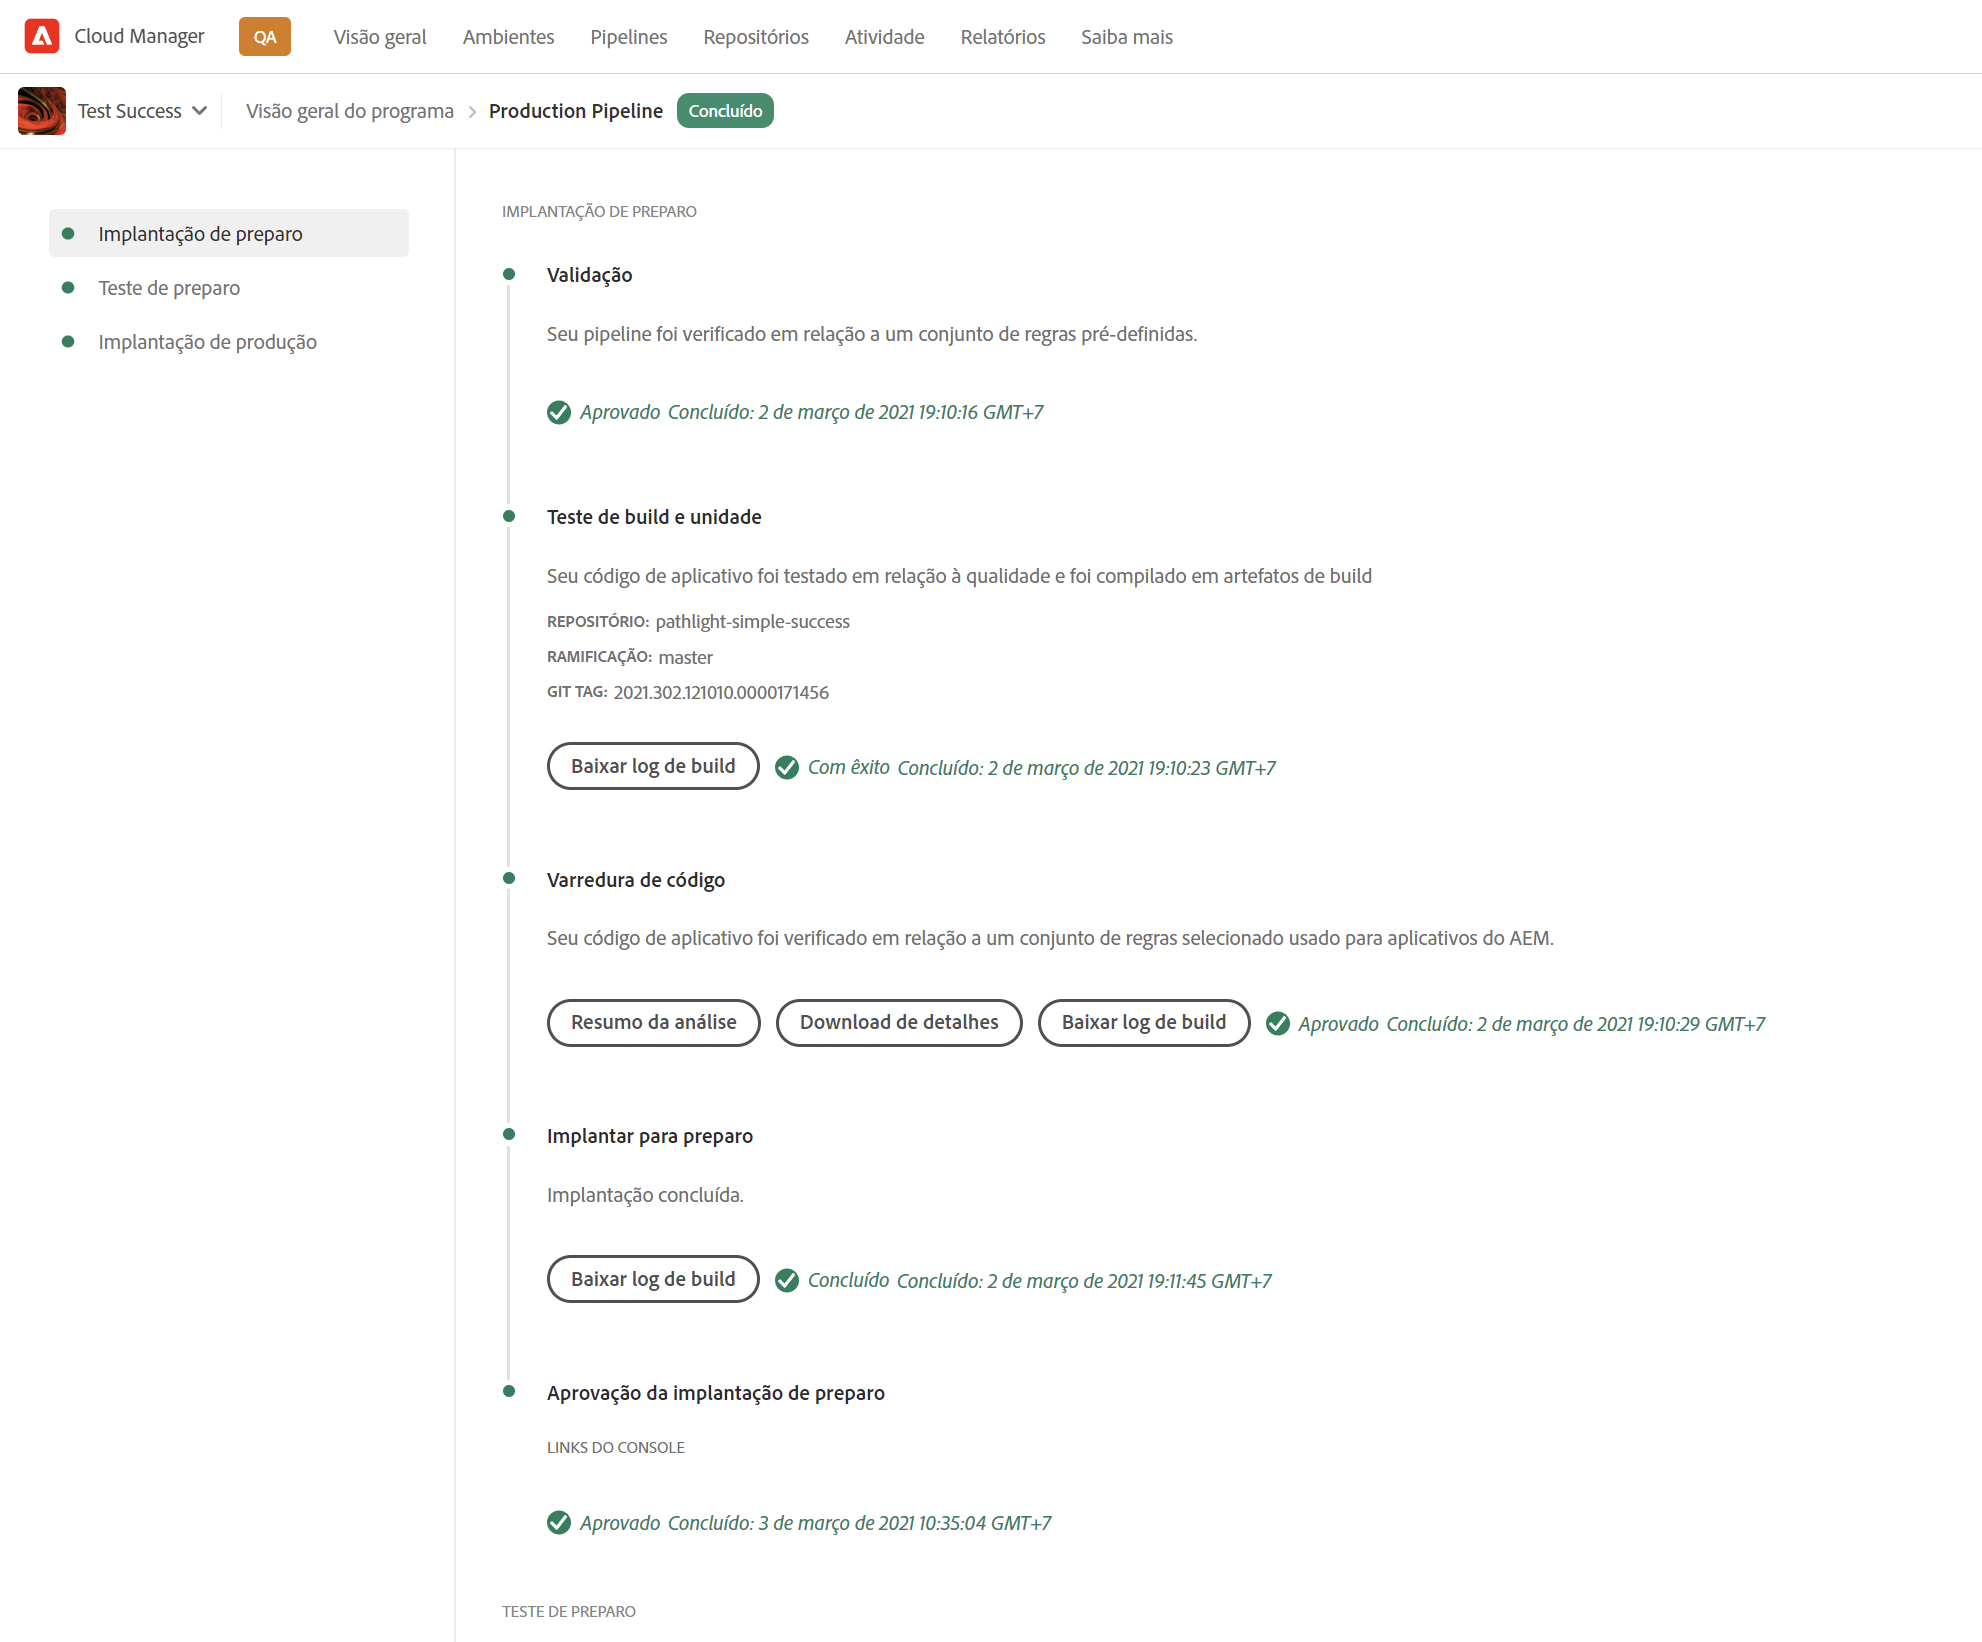 Cloud Manager QA Visão geral Ambientes Pipelines Repositórios Atividade Relatórios Saiba mais
Test Success Visão geral do programa Production Pipeline Concluído
Implantação de preparo
Teste de preparo
Implantação de produção
IMPLANTAÇÃO DE PREPARO
Validação
Seu pipeline foi verificado em relação a um conjunto de regras pré-definidas.
Aprovado Concluído: 2 de março de 2021 19:10:16 GMT+7
Teste de build e unidade
Seu código de aplicativo foi testado em relação à qualidade e foi compilado em artefatos de build
REPOSITÓRIO: pathlight-simple-success
RAMIFICAÇÃO: master
GIT TAG: 2021.302.121010.0000171456
Baixar log de build Com êxito Concluído: 2 de março de 2021 19:10:23 GMT+7
Varredura de código
Seu código de aplicativo foi verificado em relação a um conjunto de regras selecionado usado para aplicativos do AEM.
Resumo da análise Download de detalhes Baixar log de build Aprovado Concluído: 2 de março de 2021 19:10:29 GMT+7
Implantar para preparo
Implantação concluída.
Baixar log de build Concluído Concluído: 2 de março de 2021 19:11:45 GMT+7
Aprovação da implantação de preparo
LINKS DO CONSOLE
Aprovado Concluído: 3 de março de 2021 10:35:04 GMT+7
TESTE DE PREPARO